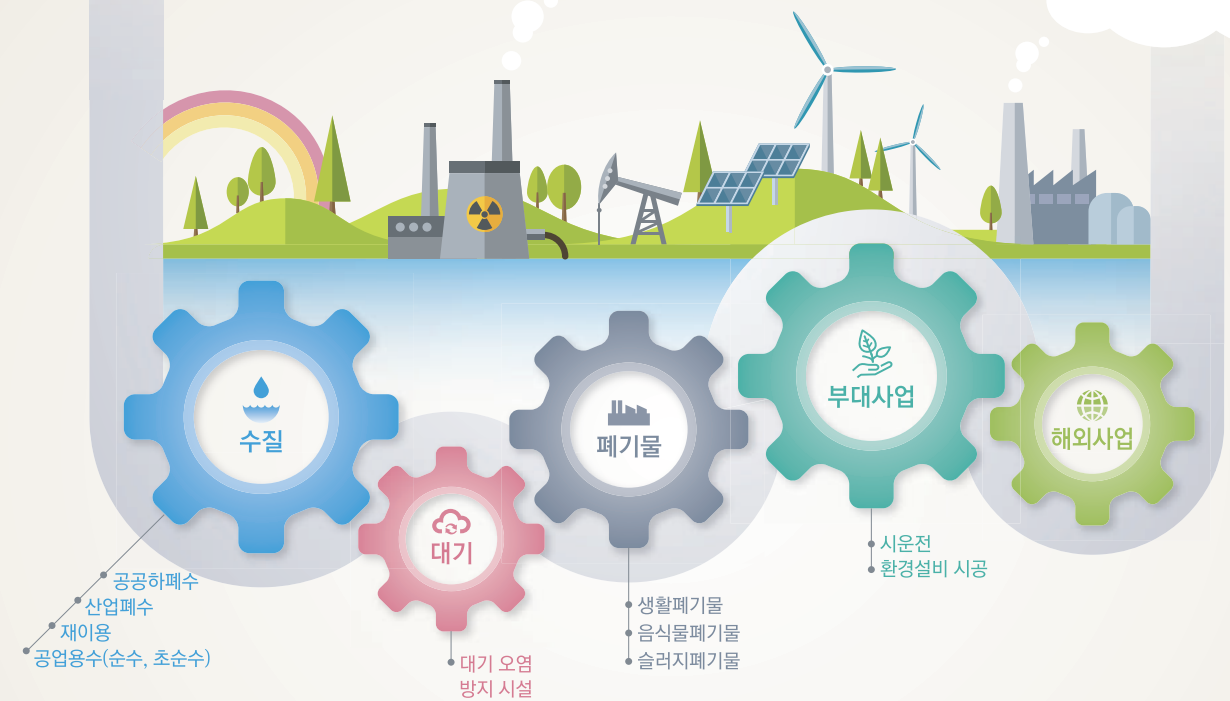 수질
공공하폐수
산업폐수
재이용
공업용수(순수, 초순수)
대기
대기 오염
방지 시설
폐기물
생활폐기물
음식물폐기물
슬러지폐기물
부대사업
시운전
환경설비 시공
해외사업